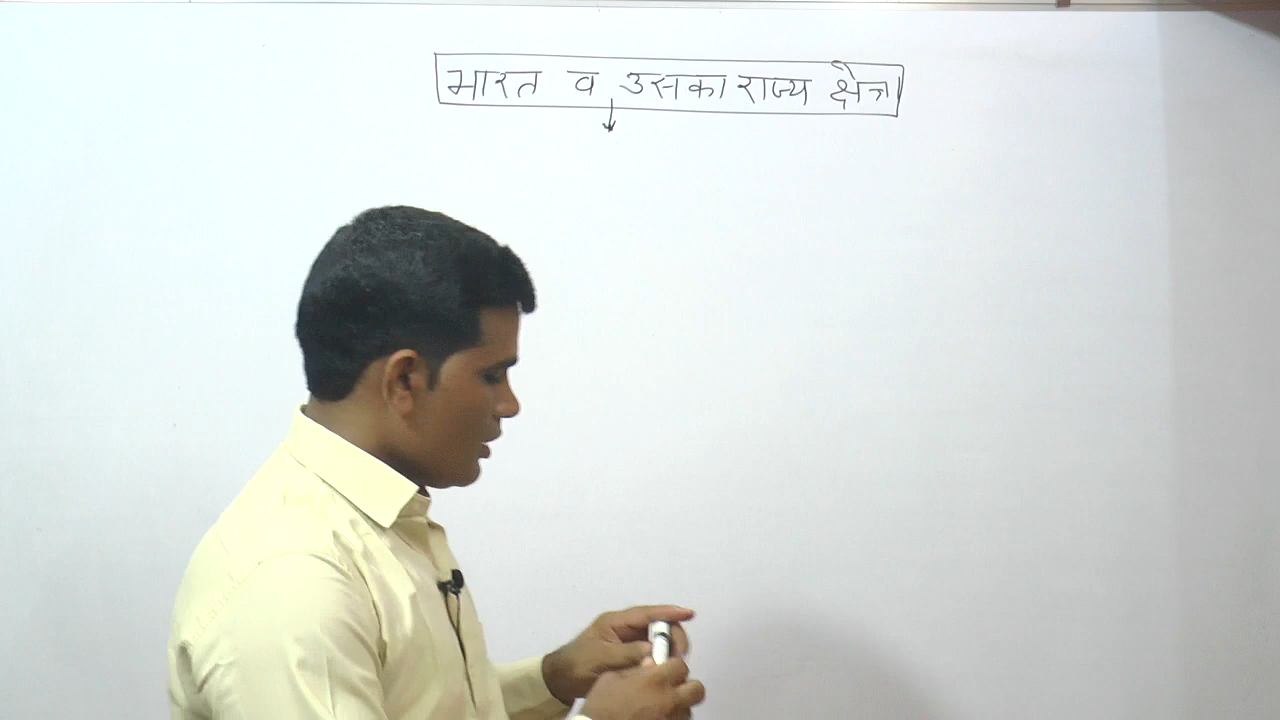 भारत व उसका राज्य क्षेत्र